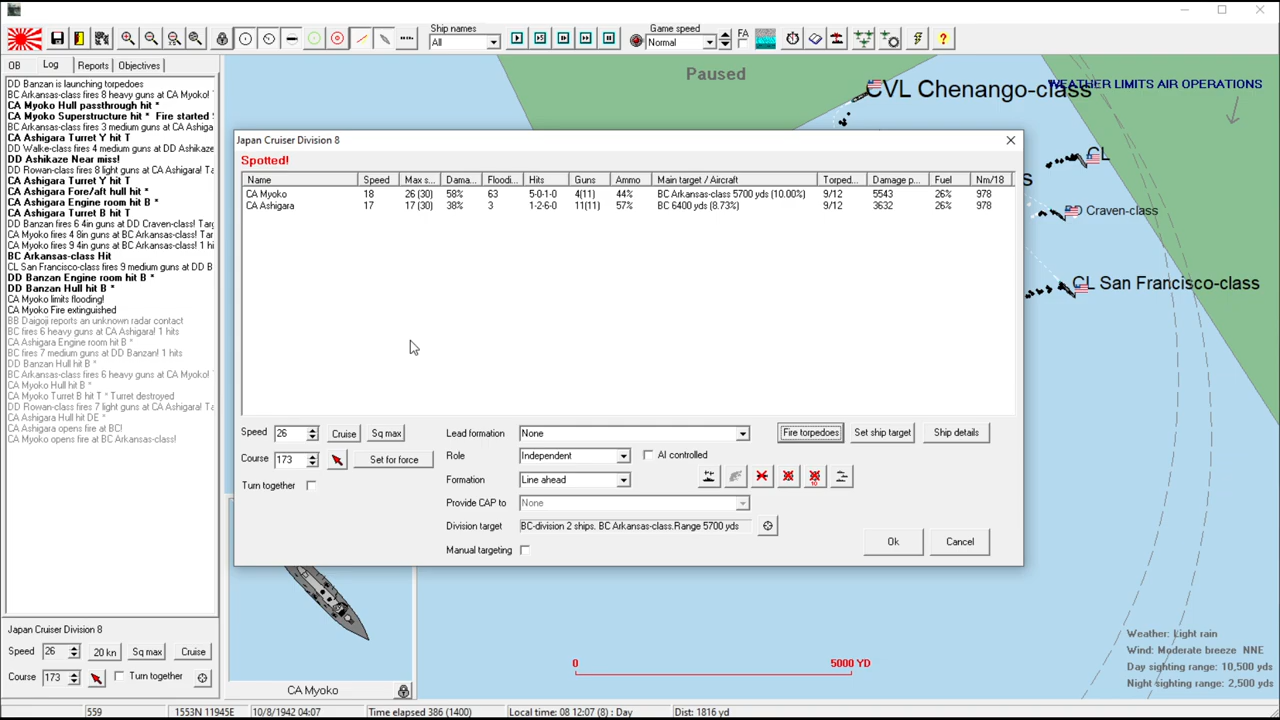 Ship names
All
Game speed
Normal
FA
OB Log Reports Objectives
DD Banzan is launching torpedoes
BC Arkansas-class fires 8 heavy guns at CA Myoko!
CA Myoko Hull passthrough hit *
CA Myoko Superstructure hit * Fire started
BC Arkansas-class fires 3 medium guns at CA Ashiga
CA Ashigara Turret Y hit T
DD Walke-class fires 4 medium guns at DD Ashikaze
DD Ashikaze Near miss!
DD Rowan-class fires 8 light guns at CA Ashigara! Ta
CA Ashigara Turret Y hit T
CA Ashigara Fore/aft hull hit *
CA Ashigara Engine room hit B *
CA Ashigara Turret B hit T
DD Banzan fires 6 4in guns at DD Craven-class! Targ
CA Myoko fires 4 8in guns at BC Arkansas-class!
CA Myoko fires 9 4in guns at BC Arkansas-class! 1 hi
BC Arkansas-class Hit
CL San Francisco-class fires 9 medium guns at DD B
DD Banzan Engine room hit B *
DD Banzan Hull hit B *
CA Myoko limits flooding!
CA Myoko Fire extinguished
BB Daigoji reports an unknown radar contact
BC fires 6 heavy guns at CA Ashigara! 1 hits
CA Ashigara Engine room hit B *
BC fires 7 medium guns at DD Banzan! 1 hits
DD Banzan Hull hit B *
BC Arkansas-class fires 6 heavy guns at CA Myoko!
CA Myoko Hull hit B *
CA Myoko Turret B hit T * Turret destroyed
DD Rowan-class fires 7 light guns at CA Ashigara! Ta
CA Ashigara Hull hit DE *
CA Ashigara opens fire at BC!
CA Myoko opens fire at BC Arkansas-class!
Japan Cruiser Division 8
Speed 26 20 kn Sq max Cruise
Course 173 Turn together
Paused
WEATHER LIMITS AIR OPERATIONS
CVL Chenango-class
CL
s
Craven-class
CL San Francisco-class
Japan Cruiser Division 8
Spotted!
Name Speed Max s... Dama... Floodi... Hits Guns Ammo Main target / Aircraft Torped... Damage p... Fuel Nm/18
CA Myoko 18 26 (30) 58% 63 5-0-1-0 4(11) 44% BC Arkansas-class 5700 yds (10.00%) 9/12 5543 26% 978
CA Ashigara 17 17 (30) 38% 3 1-2-6-0 11(11) 57% BC 6400 yds (8.73%) 9/12 3632 26% 978
Speed 26 Cruise Sq max
Course 173 Set for force
Turn together
Lead formation None
Role Independent AI controlled
Formation Line ahead
Provide CAP to None
Division target BC-division 2 ships. BC Arkansas-class.Range 5700 yds
Manual targeting
Fire torpedoes Set ship target Ship details
10
Ok Cancel
CA Myoko
0 5000 YD
Weather: Light rain
Wind: Moderate breeze NNE
Day sighting range: 10,500 yds
Night sighting range: 2,500 yds
559 1553N 11945E 10/8/1942 04:07 Time elapsed 386 (1400) Local time: 08 12:07 (8) : Day Dist: 1816 yd